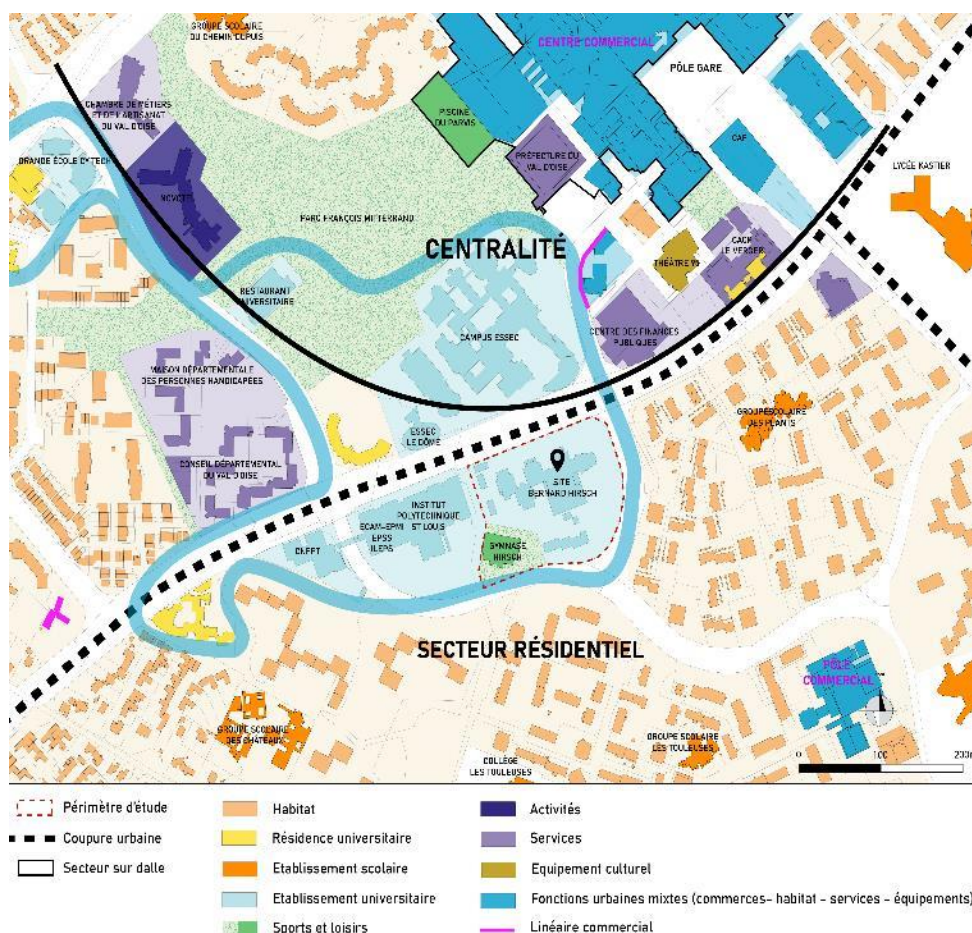 GROUPE SCOLAIRE
DU CHEMIN DUPUIS
CENTRE COMMERCIAL
PÔLE GARE
CHAMBRE DE MÉTIERS
ET DE L'ARTISANAT
DU VAL D'OISE
PISCINE
DU PARVIS
PRÉFECTURE DU
VAL D'OISE
CAF
GRANDE ÉCOLE CYTECH
LYCÉE KASTLER
NOVOTEL
PARC FRANÇOIS MITTERRAND
CENTRALITÉ
THÉÂTRE 95
CACP
LE VERGER
RESTAURANT
UNIVERSITAIRE
CAMPUS ESSEC
CENTRE DES FINANCES
PUBLIQUES
MAISON DÉPARTEMENTALE
DES PERSONNES HANDICAPÉES
GROUPE SCOLAIRE
DES PLANTS
ESSEC
LE DÔME
CONSEIL DÉPARTEMENTAL
DU VAL D'OISE
SITE
BERNARD HIRSCH
INSTITUT
POLYTECHNIQUE
ST LOUIS
ECAM-EPMI
EPSS
ILEPS
CNFPT
GYMNASE
HIRSCH
SECTEUR RÉSIDENTIEL
PÔLE
COMMERCIAL
GROUPE SCOLAIRE
DES CHÂTEAUX
GROUPE SCOLAIRE
LES TOULEUSES
COLLÈGE
LES TOULEUSES
0 100 200m
Périmètre d'étude
Coupure urbaine
Secteur sur dalle
Habitat
Résidence universitaire
Etablissement scolaire
Etablissement universitaire
Sports et loisirs
Activités
Services
Equipement culturel
Fonctions urbaines mixtes (commerces- habitat - services - équipements)
Linéaire commercial